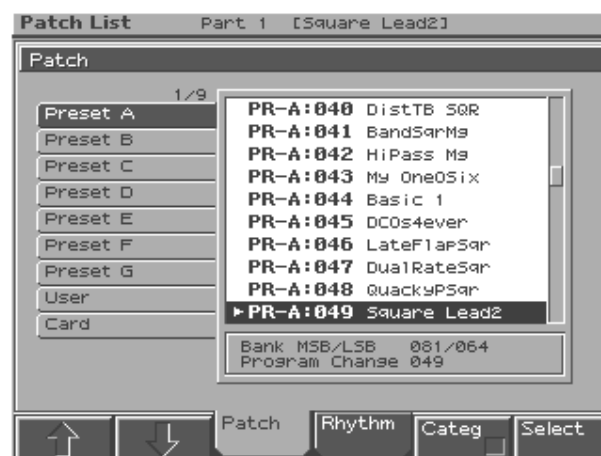 Patch List Part 1 [Square Lead2]
Patch
1/9
Preset A
Preset B
Preset C
Preset D
Preset E
Preset F
Preset G
User
Card
PR-A:040 DistTB SQR
PR-A:041 BandSqrMg
PR-A:042 HiPass Mg
PR-A:043 My OneOSix
PR-A:044 Basic 1
PR-A:045 DCOs4ever
PR-A:046 LateFlapSqr
PR-A:047 DualRateSqr
PR-A:048 QuackyPSqr
►PR-A:049 Square Lead2
Bank MSB/LSB 081/064
Program Change 049
Patch Rhythm Categ Select